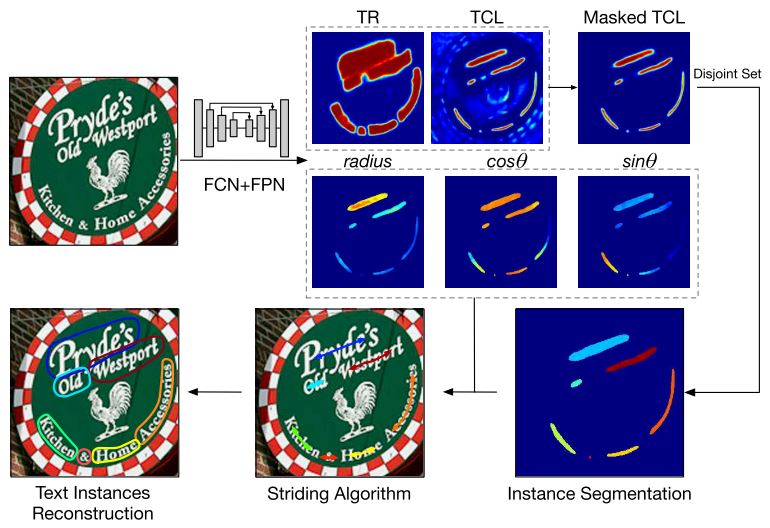 TR
TCL
Masked TCL
Disjoint Set
Pryde's
Old Westport
Kitchen & Home Accessories
FCN+FPN
radius
cosθ
sinθ
Pryde's
Old Westport
Kitchen & Home Accessories
Pryde's
Old Westport
Kitchen & Home Accessories
Text Instances
Reconstruction
Striding Algorithm
Instance Segmentation